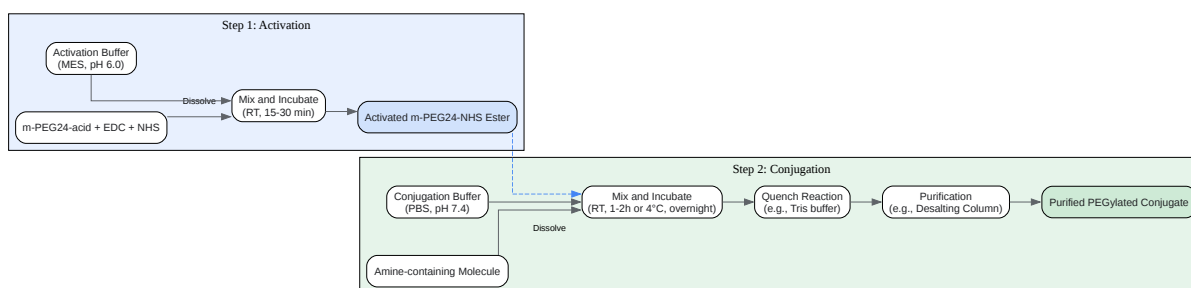 Step 1: Activation
Activation Buffer
(MES, pH 6.0)
Dissolve
m-PEG24-acid + EDC + NHS
Mix and Incubate
(RT, 15-30 min)
Activated m-PEG24-NHS Ester
Step 2: Conjugation
Conjugation Buffer
(PBS, pH 7.4)
Dissolve
Amine-containing Molecule
Mix and Incubate
(RT, 1-2h or 4°C, overnight)
Quench Reaction
(e.g., Tris buffer)
Purification
(e.g., Desalting Column)
Purified PEGylated Conjugate